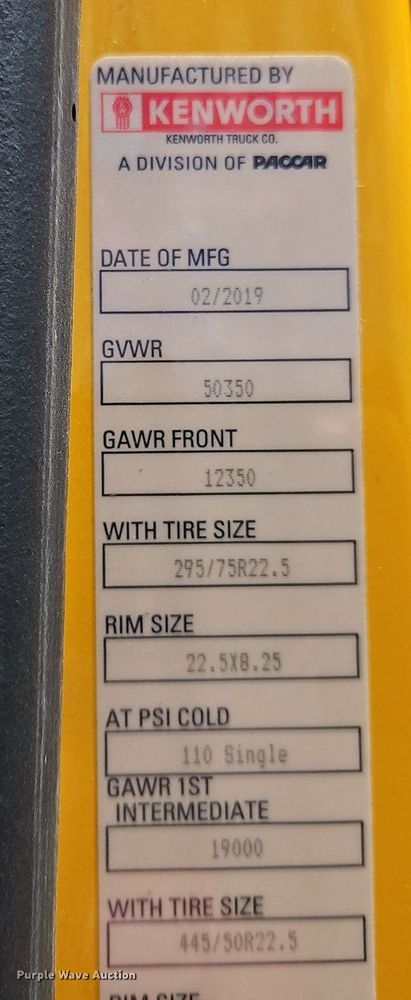 MANUFACTURED BY
KENWORTH
KENWORTH TRUCK CO.
A DIVISION OF PACCAR
DATE OF MFG
02/2019
GVWR
50350
GAWR FRONT
12350
WITH TIRE SIZE
295/75R22.5
RIM SIZE
22.5X8.25
AT PSI COLD
110 Single
GAWR 1ST
INTERMEDIATE
19000
WITH TIRE SIZE
445/50R22.5
RIM SIZE
Purple Wave Auction